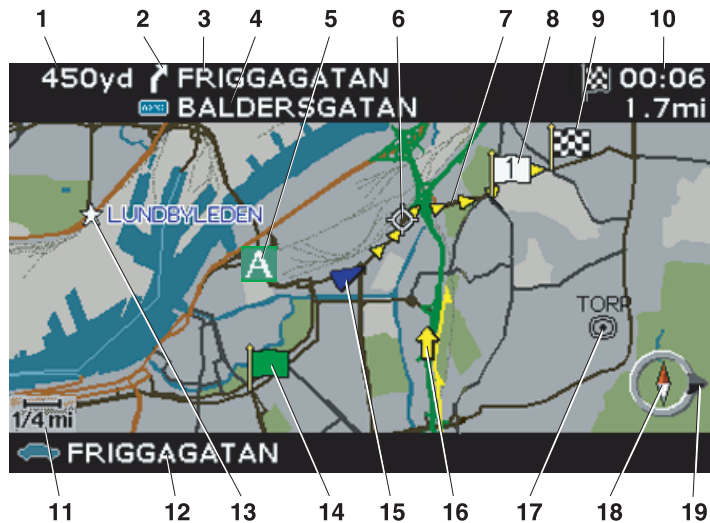 1 2 3 4 5 6 7 8 9 10
450yd FRIGGAGATAN 00:06
BALDERSGATAN 1.7mi
1
LUNDBYLEDEN
A
TORP
1/4 mi
FRIGGAGATAN
11 12 13 14 15 16 17 18 19